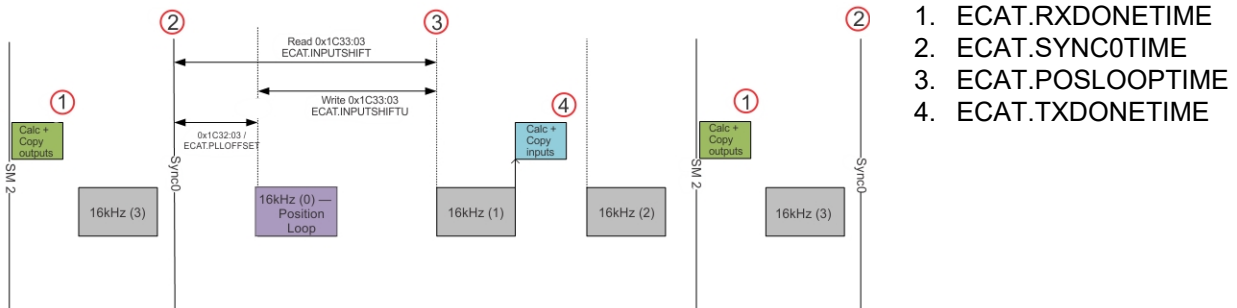 2
3
2
Read 0x1C33:03
ECAT.INPUTSHIFT
1
Write 0x1C33:03
ECAT.INPUTSHIFTU
4
1
Calc +
Copy
outputs
0x1C32:03 /
ECAT.PLLOFFSET
Calc +
Copy
inputs
Calc +
Copy
outputs
SM 2
Sync0
SM 2
Sync0
16kHz (3)
16kHz (0) —
Position
Loop
16kHz (1)
16kHz (2)
16kHz (3)
1. ECAT.RXDONETIME
2. ECAT.SYNC0TIME
3. ECAT.POSLOOPTIME
4. ECAT.TXDONETIME